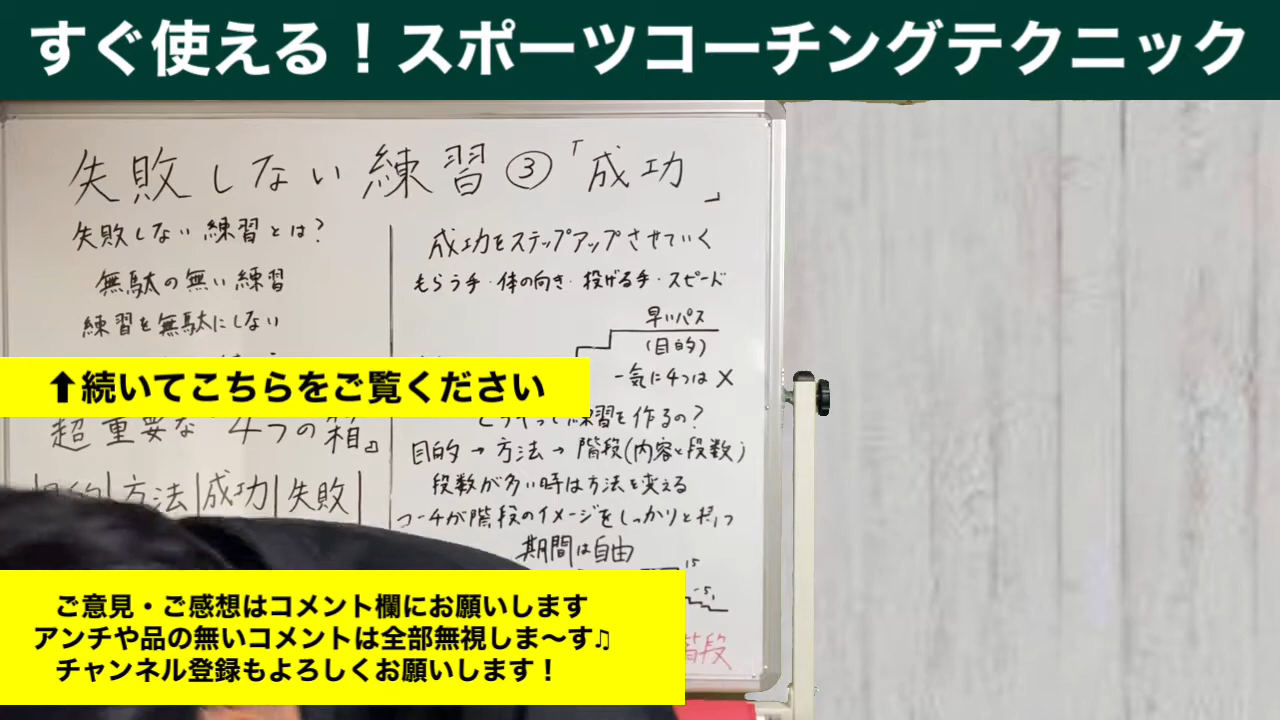 すぐ使える！スポーツコーチングテクニック
失敗しない練習③「成功」
失敗しない練習とは？
無駄の無い練習
練習を無駄にしない
超重要な『4つの箱』
目的|方法|成功|失敗|
成功をステップアップさせていく
もらう手・体の向き・投げる手・スピード
早いパス
(目的)
一気に4つは×
どうやって練習を作るの？
目的→方法→階段(内容と段数)
段数が多い時は方法を変える
コーチが階段のイメージをしっかりと持つ
期間は自由
15
-5,
階段
⬆続いてこちらをご覧ください
ご意見・ご感想はコメント欄にお願いします
アンチや品の無いコメントは全部無視しま〜す♫
チャンネル登録もよろしくお願いします！